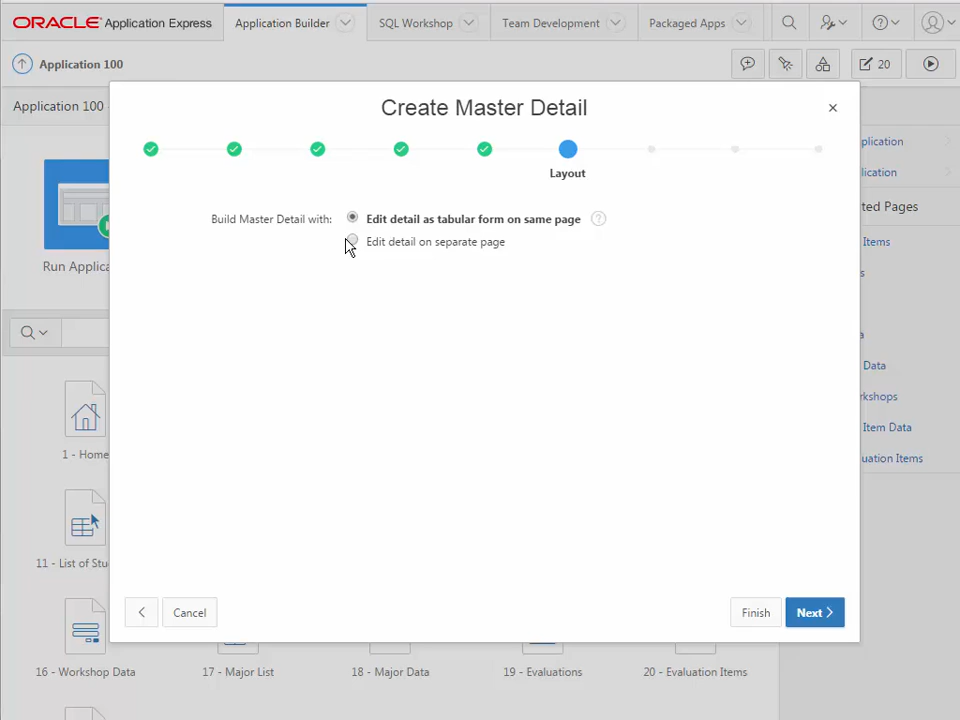 ORACLE Application Express
Application Builder
SQL Workshop
Team Development
Packaged Apps
Application 100
20
Application 100
Create Master Detail
Layout
Build Master Detail with:
Edit detail as tabular form on same page
Edit detail on separate page
plication
lication
ted Pages
Items
s
a
Data
kshops
Item Data
uation Items
Run Applica
1 - Home
11 - List of Stu
Cancel
Finish
Next
16 - Workshop Data
17 - Major List
18 - Major Data
19 - Evaluations
20 - Evaluation Items